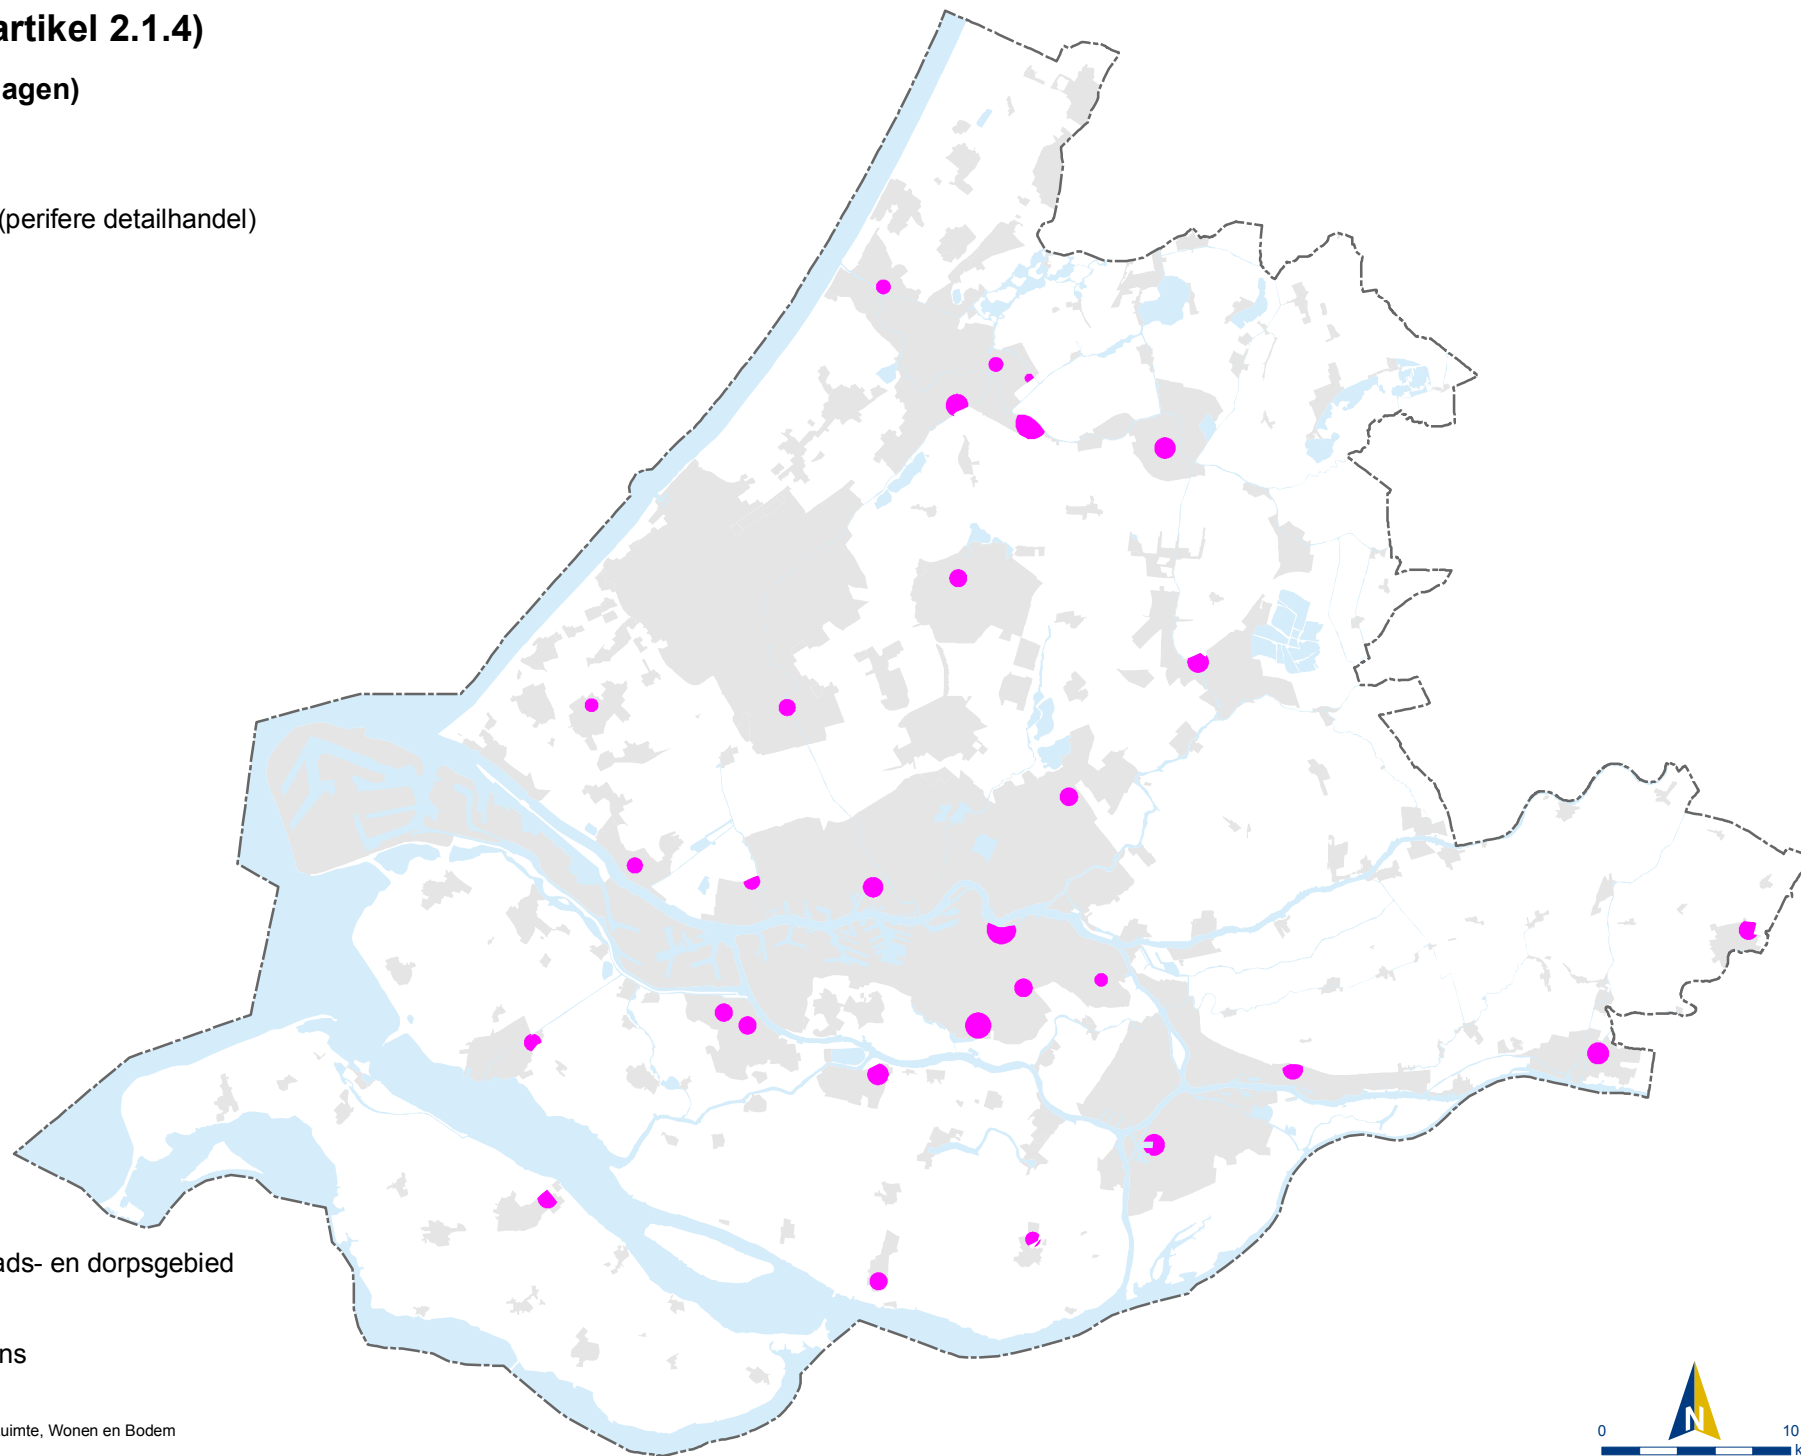 artikel 2.1.4)
agen)
(perifere detailhandel)
ads- en dorpsgebied
ns
uimte, Wonen en Bodem
N
0 10
k